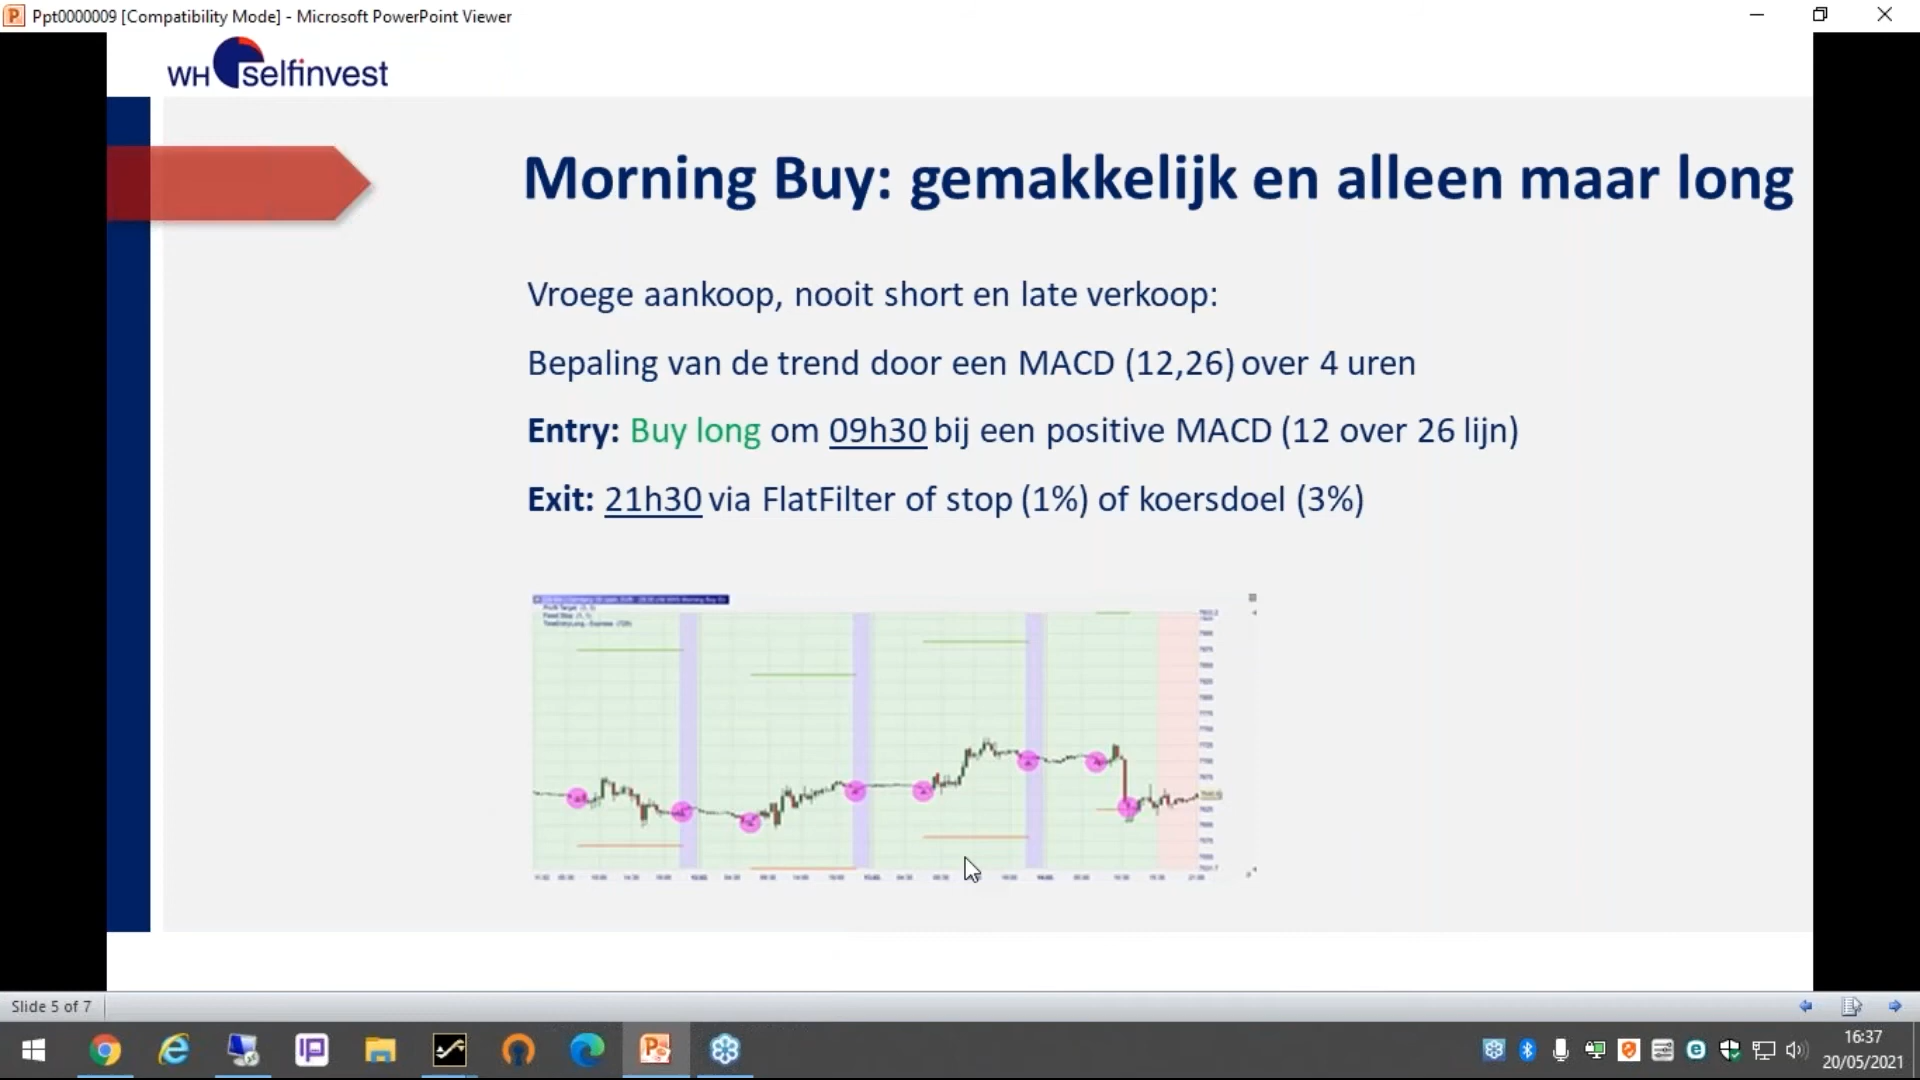 Ppt0000009 [Compatibility Mode] - Microsoft PowerPoint Viewer
WH selfinvest
Morning Buy: gemakkelijk en alleen maar long
Vroege aankoop, nooit short en late verkoop:
Bepaling van de trend door een MACD (12,26) over 4 uren
Entry: Buy long om 09h30 bij een positive MACD (12 over 26 lijn)
Exit: 21h30 via FlatFilter of stop (1%) of koersdoel (3%)
Slide 5 of 7
16:37
20/05/2021